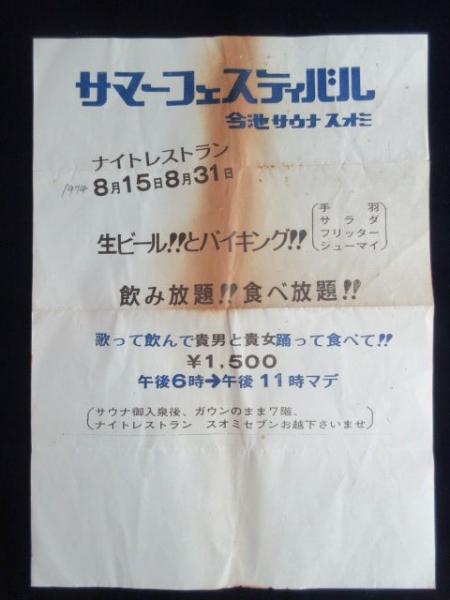 サマーフェスティバル
今池サウナスオミ
ナイトレストラン
1974 8月15日8月31日
生ビール!!とバイキング!!
手羽
サラダ
フリッター
シューマイ
飲み放題!! 食べ放題!!
歌って飲んで貴男と貴女踊って食べて!!
￥1,500
午後6時→午後11時マデ
サウナ御入泉後、ガウンのまま7階、
ナイトレストラン スオミセブンお越下さいませ